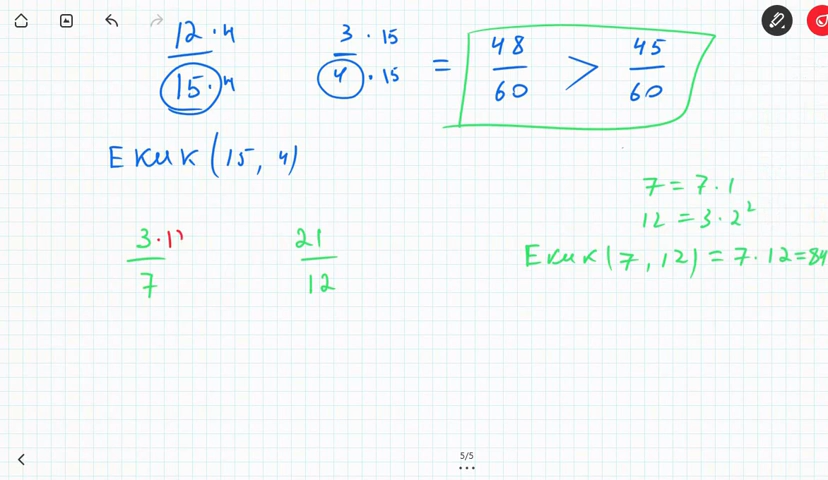 12·4/15·4 3·15/4·15 = 48/60 > 45/60
ЕКИК(15, 4)
7 = 7·1
12 = 3·2²
3·1/7 21/12
ЕКИК(7, 12) = 7·12=84
5/5